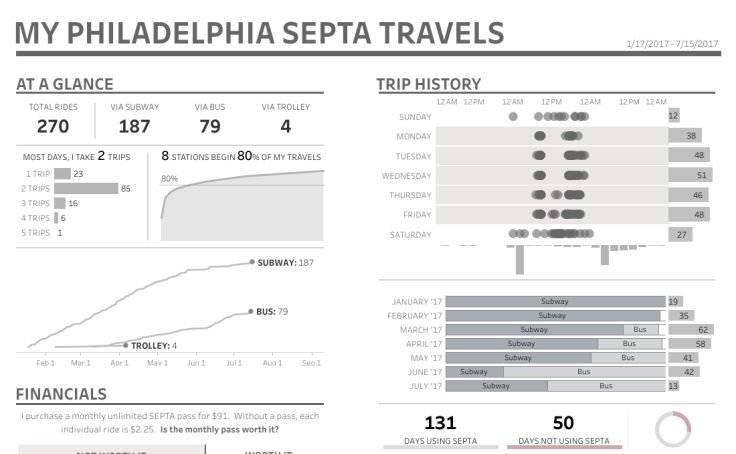 MY PHILADELPHIA SEPTA TRAVELS
1/17/2017 - 7/15/2017
AT A GLANCE
TOTAL RIDES VIA SUBWAY VIA BUS VIA TROLLEY
270 187 79 4
MOST DAYS, I TAKE 2 TRIPS
1 TRIP 23
2 TRIPS 85
3 TRIPS 16
4 TRIPS 6
5 TRIPS 1
8 STATIONS BEGIN 80% OF MY TRAVELS
80%
SUBWAY: 187
BUS: 79
TROLLEY: 4
Feb 1 Mar 1 Apr 1 May 1 Jun 1 Jul 1 Aug 1 Sep 1
FINANCIALS
I purchase a monthly unlimited SEPTA pass for $91. Without a pass, each
individual ride is $2.25. Is the monthly pass worth it?
TRIP HISTORY
12 AM 12 PM 12 AM 12 PM 12 AM 12 PM 12 AM
SUNDAY 12
MONDAY 38
TUESDAY 48
WEDNESDAY 51
THURSDAY 46
FRIDAY 48
SATURDAY 27
JANUARY '17 Subway 19
FEBRUARY '17 Subway 35
MARCH '17 Subway Bus 62
APRIL '17 Subway Bus 58
MAY '17 Subway Bus 41
JUNE '17 Subway Bus 42
JULY '17 Subway Bus 13
131 50
DAYS USING SEPTA DAYS NOT USING SEPTA